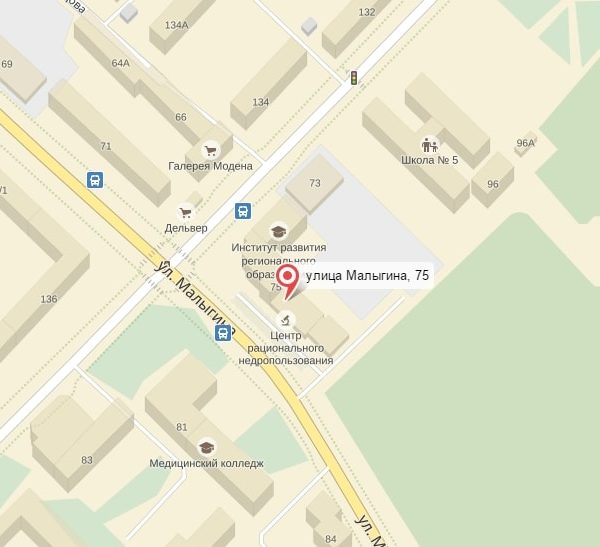 132
134А
69
64А
66
134
71
Галерея Модена
Школа № 5
96А
96
73
Дельвер
/1
Институт развития
регионального
улица Малыгина, 75
75
ул. Малыгина
136
Центр
рационального
недропользования
81
Медицинский колледж
83
84
ул. М